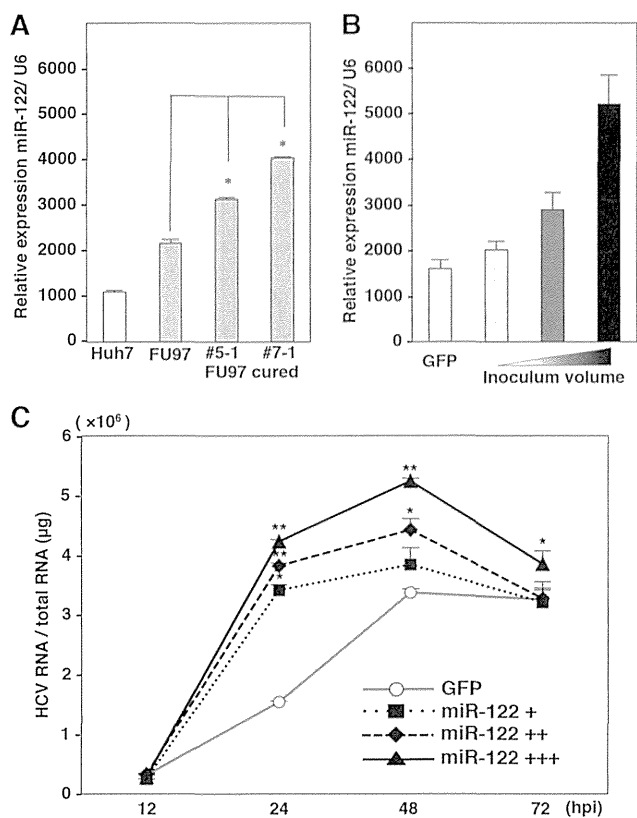 A
Relative expression miR-122/ U6
6000
5000
4000
3000
2000
1000
0
*
*
Huh7
FU97
#5-1
#7-1
FU97 cured
B
Relative expression miR-122/ U6
6000
5000
4000
3000
2000
1000
0
GFP
Inoculum volume
C
( ×10⁶)
HCV RNA / total RNA (μg)
6
5
4
3
2
1
0
**
**
*
**
*
*
GFP
miR-122 +
miR-122 ++
miR-122 +++
12
24
48
72
(hpi)